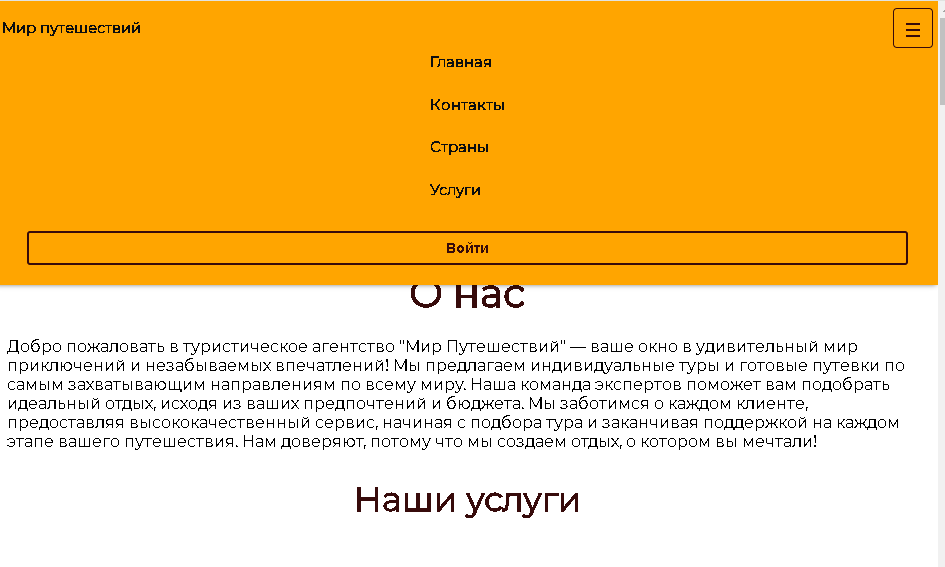 Мир путешествий
☰
Главная
Контакты
Страны
Услуги
Войти
О нас
Добро пожаловать в туристическое агентство "Мир Путешествий" — ваше окно в удивительный мир
приключений и незабываемых впечатлений! Мы предлагаем индивидуальные туры и готовые путевки по
самым захватывающим направлениям по всему миру. Наша команда экспертов поможет вам подобрать
идеальный отдых, исходя из ваших предпочтений и бюджета. Мы заботимся о каждом клиенте,
предоставляя высококачественный сервис, начиная с подбора тура и заканчивая поддержкой на каждом
этапе вашего путешествия. Нам доверяют, потому что мы создаем отдых, о котором вы мечтали!
Наши услуги